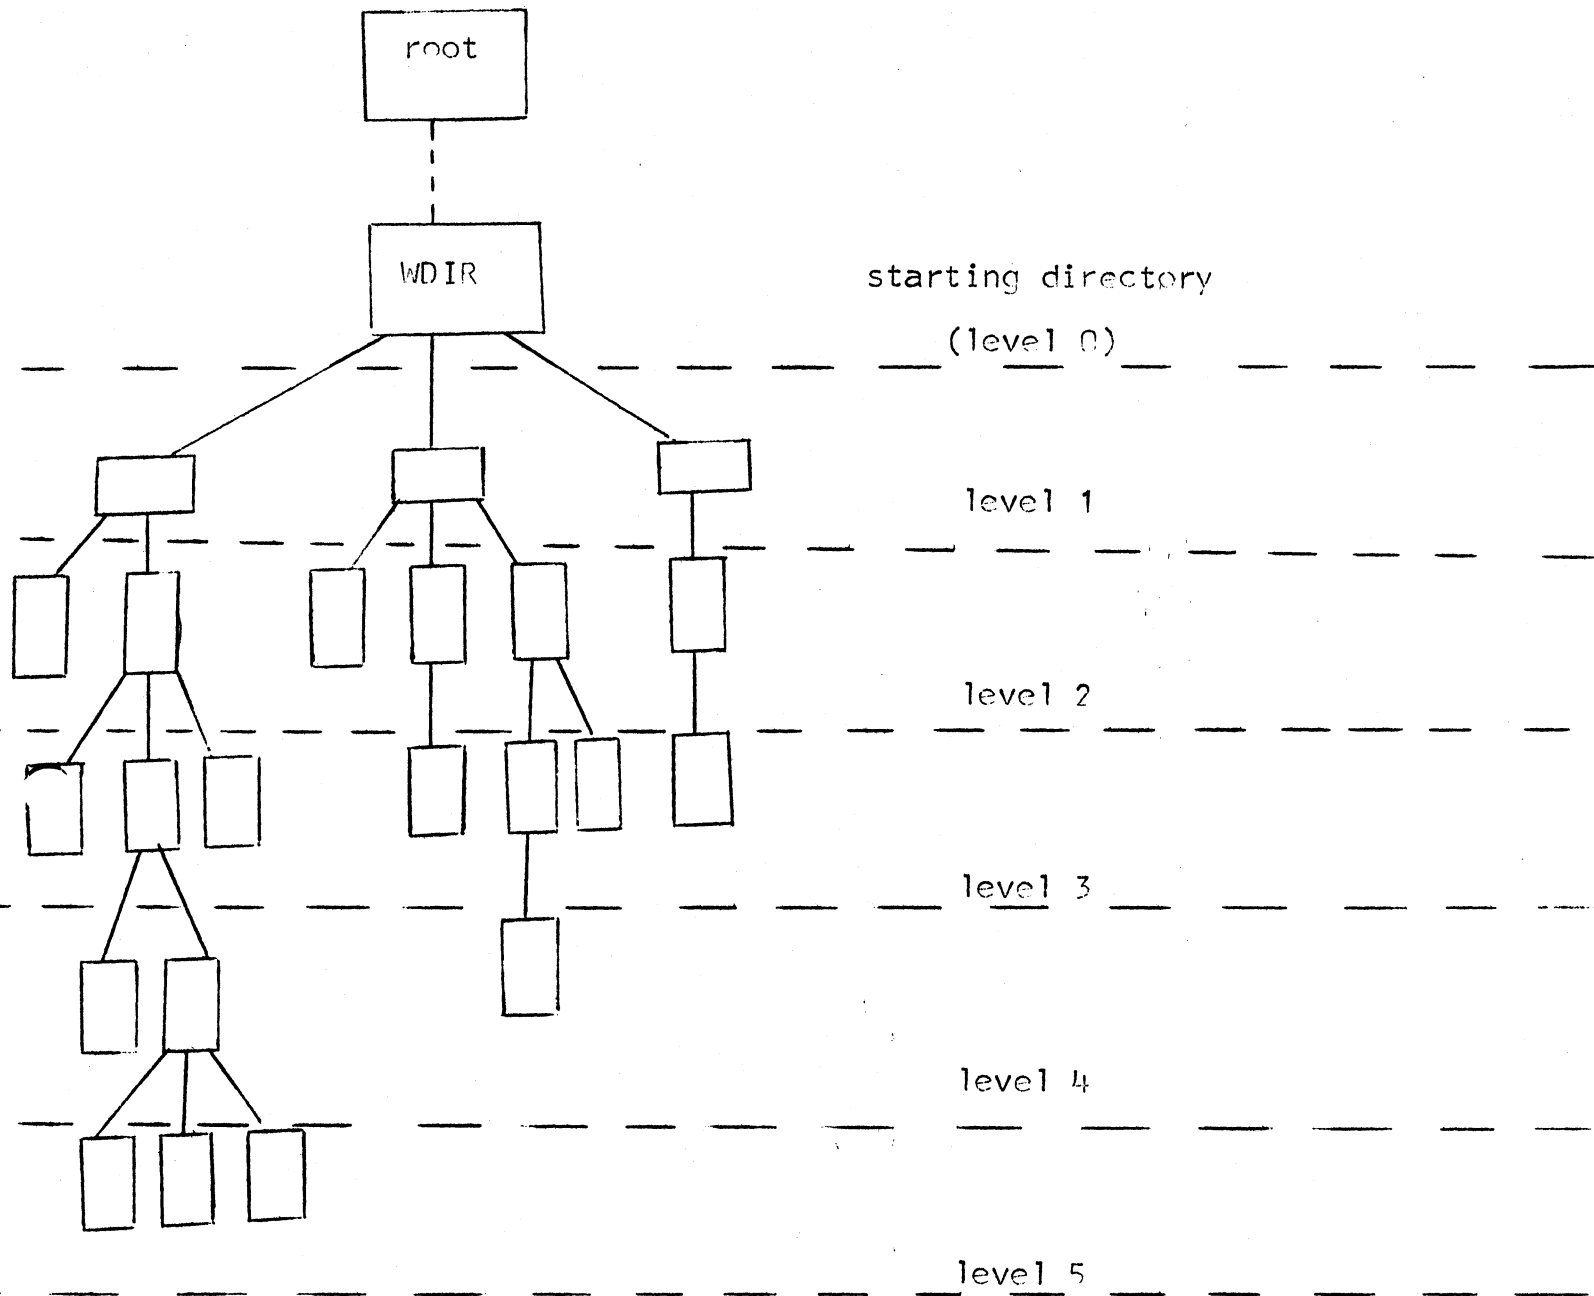 root
WDIR
starting directory
(level 0)
level 1
level 2
level 3
level 4
level 5